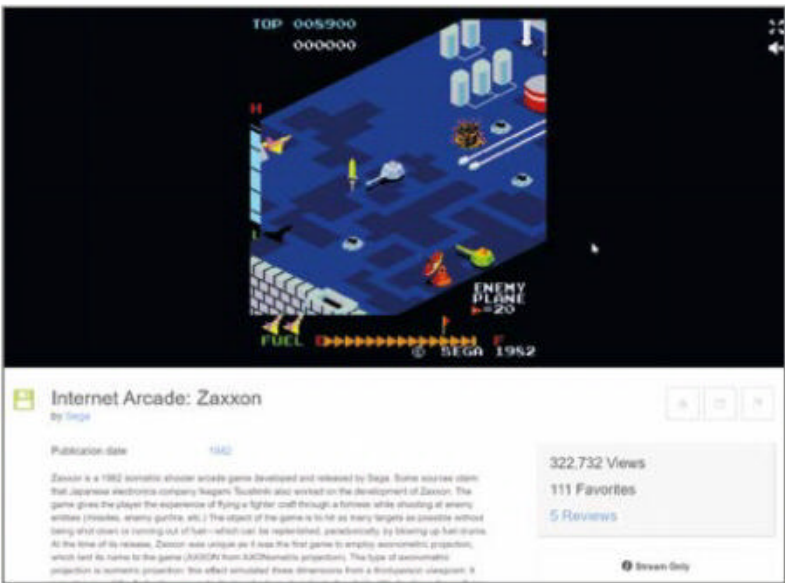 TOP 008900
000000
H
L
ENEMY
PLANE
=20
FUEL E F
© SEGA 1982
Internet Arcade: Zaxxon
by Sega
Publication date 1982
322,732 Views
111 Favorites
5 Reviews
Zaxxon is a 1982 isometric shooter arcade game developed and released by Sega. Some sources claim
that Japanese electronics company Ikegami Tsushinki also worked on the development of Zaxxon. The
game gives the player the experience of flying a fighter craft through a fortress while shooting at enemy
entities (missiles, enemy gunfire, etc.) The object of the game is to hit as many targets as possible without
being shot down or running out of fuel—which can be replenished, paradoxically, by blowing up fuel drums.
At the time of its release, Zaxxon was unique as it was the first game to employ axonometric projection,
which lent its name to the game (AXXON from AXONometric projection). The type of axonometric
projection is isometric projection: this effect simulated three dimensions from a third-person viewpoint. It
Stream Only